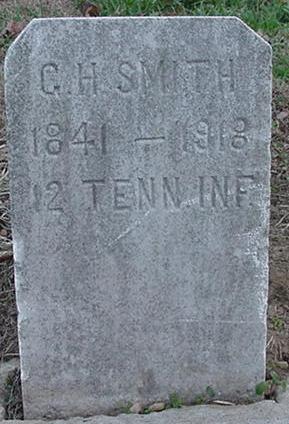 G. H. SMITH
1841 — 1918
12 TENN. INF.